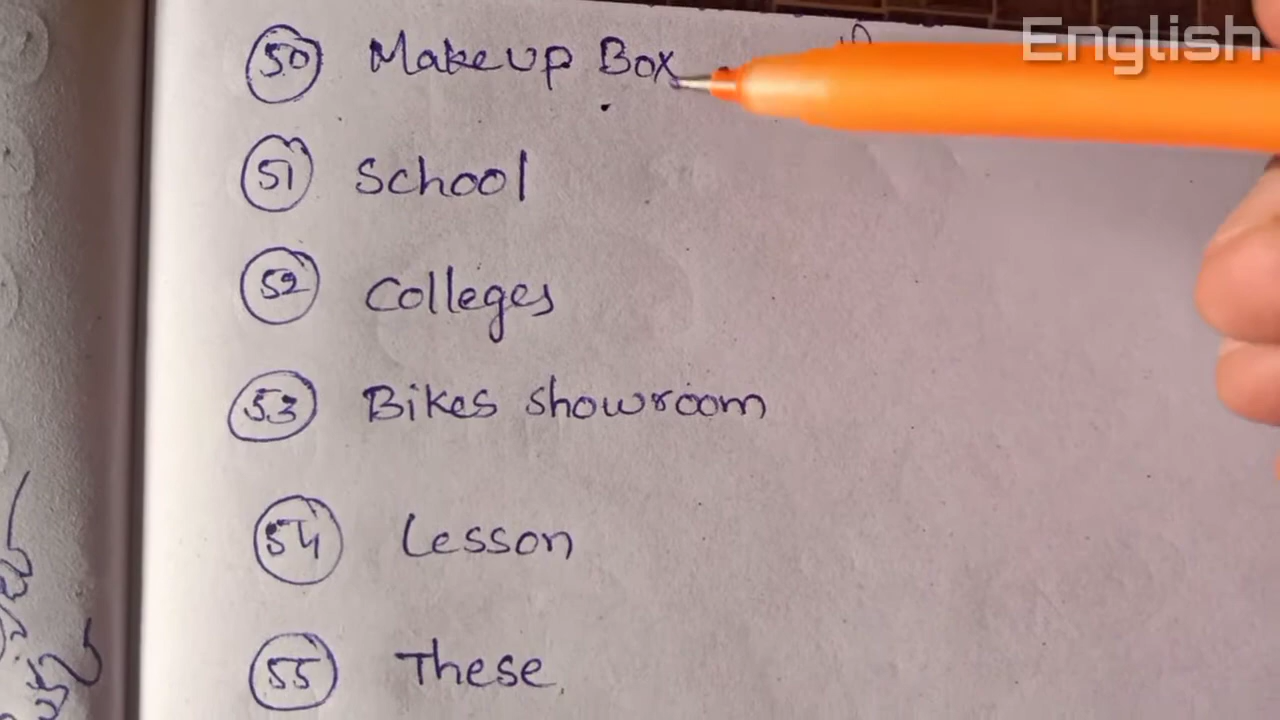 English
50 Makeup Box
51 School
52 Colleges
53 Bikes showroom
54 Lesson
55 These